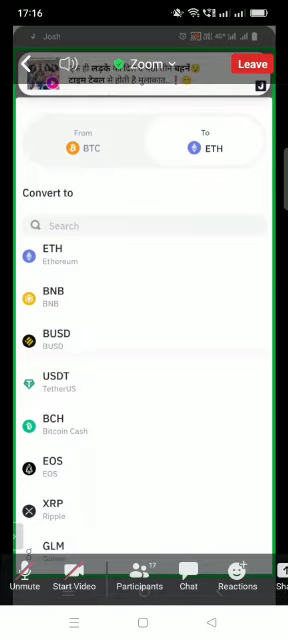 17:16
Josh
Zoom
Leave
टाइम टेबल से होती है मुलाकात..
From
BTC
To
ETH
Convert to
Search
ETH
Ethereum
BNB
BNB
BUSD
BUSD
USDT
TetherUS
BCH
Bitcoin Cash
EOS
EOS
XRP
Ripple
GLM
Unmute
Start Video
Participants
17
Chat
Reactions